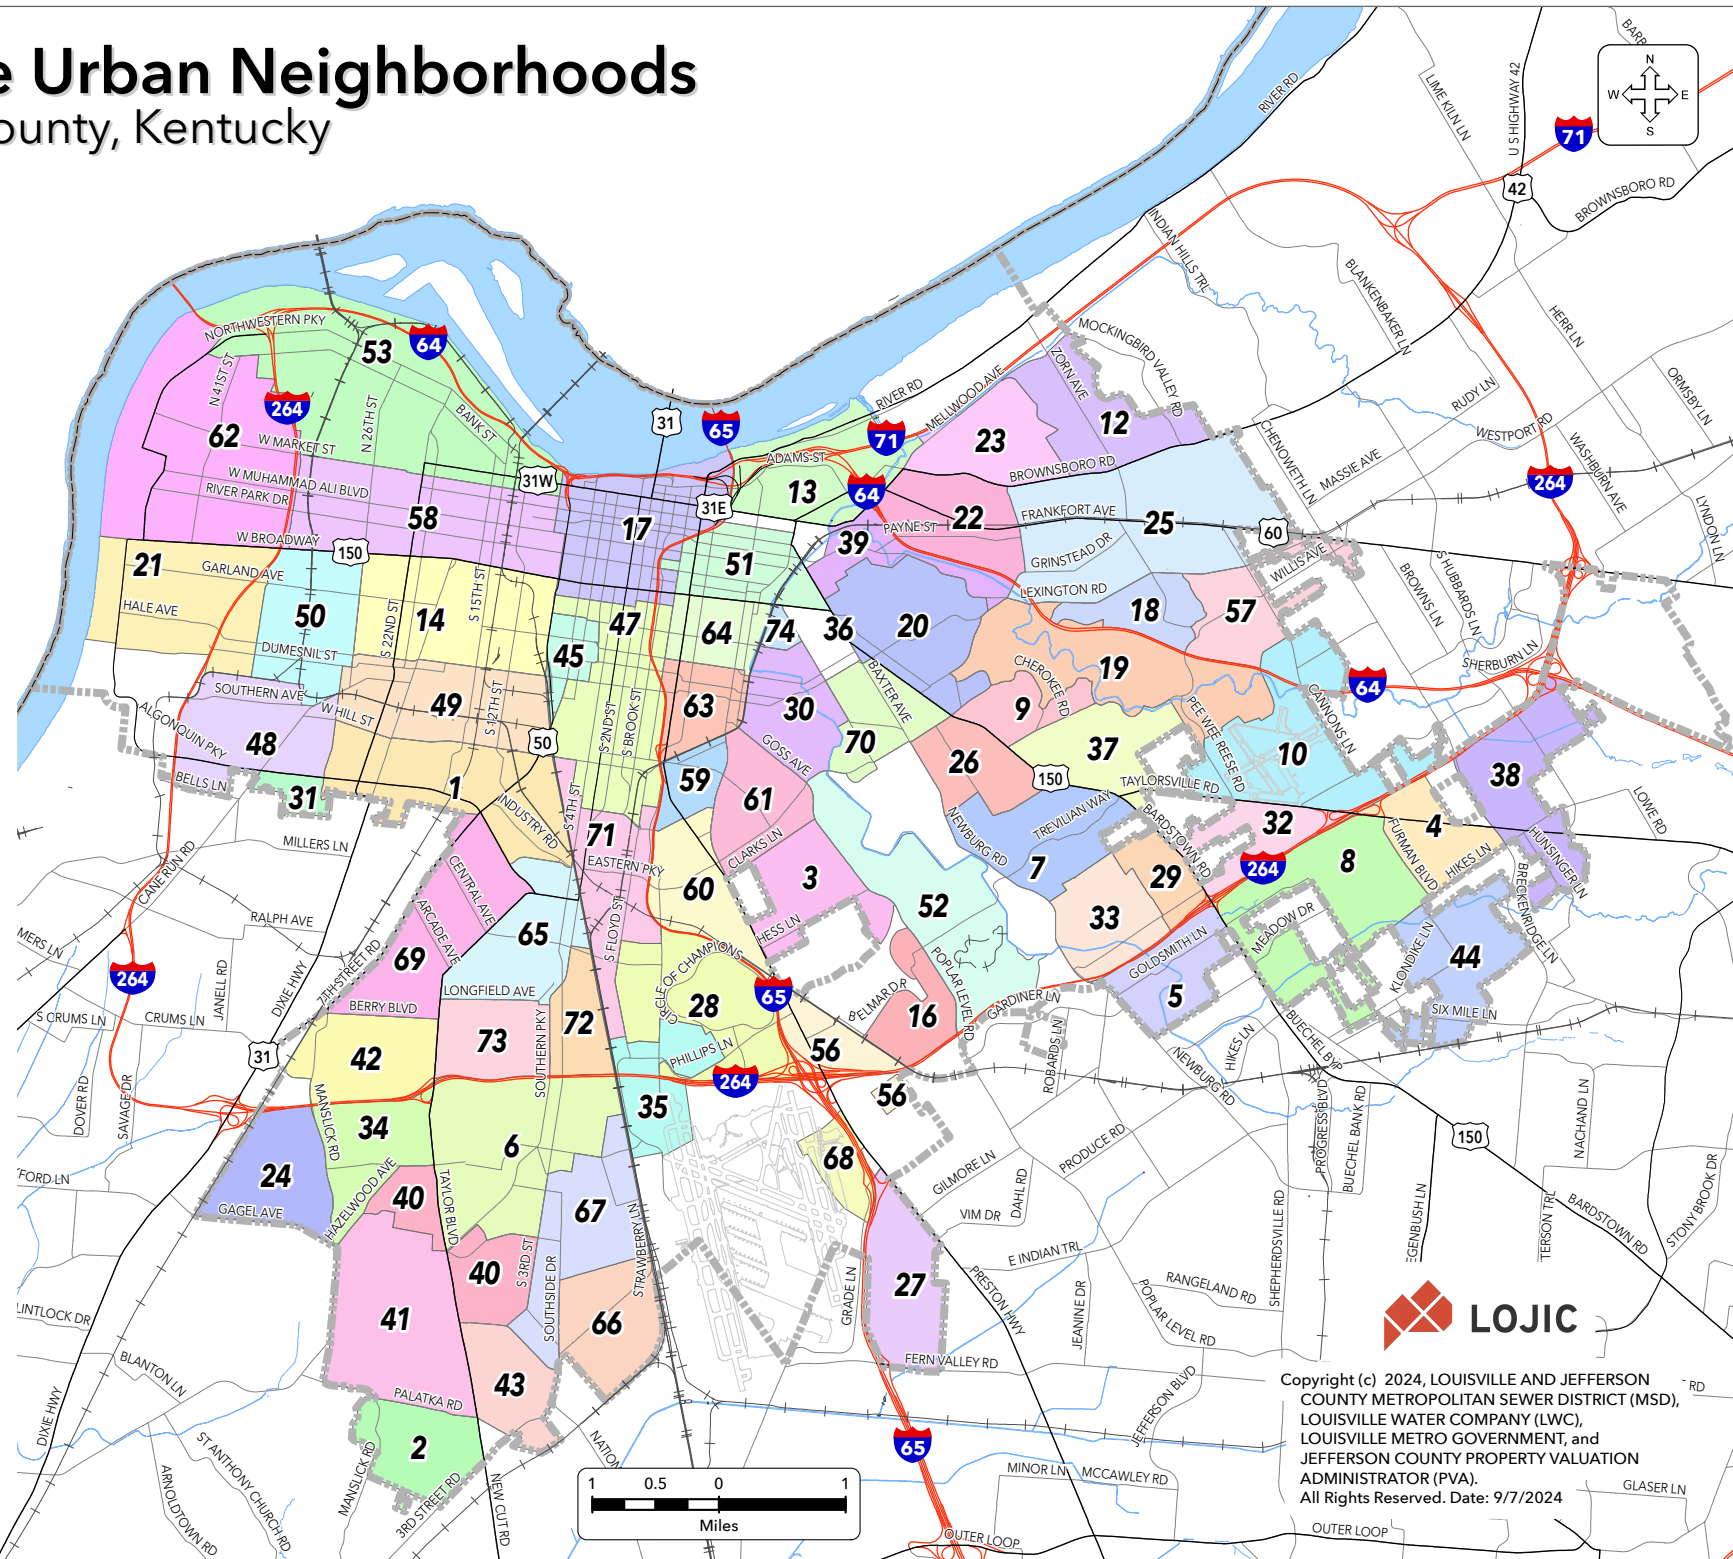 e Urban Neighborhoods
ounty, Kentucky
N
W E
S
BARR
LIME KILN LN
U S HIGHWAY 42
71
42
BROWNSBORO RD
RIVER RD
INDIAN HILLS TRL
BLANKENBAKER LN
HERR LN
ORMSBY LN
MOCKINGBIRD VALLEY RD
ZORN AVE
RUDY LN
WESTPORT RD
WASHBURN AVE
LYNDON LN
CHENOWETH LN
MASSIE AVE
264
NORTHWESTERN PKY
53
64
N 41ST ST
264
N 26TH ST
BANK ST
62
W MARKET ST
W MUHAMMAD ALI BLVD
RIVER PARK DR
58
W BROADWAY
150
31W
31
65
31E
RIVER RD
MELLWOOD AVE
71
ADAMS ST
64
13
23
12
BROWNSBORO RD
17
51
39
PAYNE ST
22
FRANKFORT AVE
25
60
GRINSTEAD DR
LEXINGTON RD
WILLIS AVE
BROWNS LN
S HUBBARDS LN
SHERBURN LN
21
GARLAND AVE
HALE AVE
50
DUMESNIL ST
S 22ND ST
14
S 15TH ST
47
45
64
74
36
20
18
57
19
CHEROKEE RD
9
PEE WEE REESE RD
CANNONS LN
64
SOUTHERN AVE
W HILL ST
49
S 12TH ST
50
S 2ND ST
S BROOK ST
63
30
BAXTER AVE
GOSS AVE
70
26
37
10
38
ALGONQUIN PKY
48
BELLS LN
31
1
INDUSTRY RD
S 4TH ST
59
61
150
TAYLORSVILLE RD
TREVILIAN WAY
NEWBURG RD
7
BARDSTOWN RD
32
264
8
FURMAN BLVD
4
HIKES LN
LOWE RD
HUNSINGER LN
BRECKENRIDGE LN
MILLERS LN
CANE RUN RD
71
EASTERN PKY
CLARKS LN
3
60
CENTRAL AVE
ARCADE AVE
29
33
52
MERS LN
RALPH AVE
7TH STREET RD
69
65
S FLOYD ST
HESS LN
CIRCLE OF CHAMPIONS
MEADOW DR
KLONDIKE LN
44
SIX MILE LN
GOLDSMITH LN
5
264
JANELL RD
DIXIE HWY
LONGFIELD AVE
BERRY BLVD
28
65
BELMAR DR
16
POPLAR LEVEL RD
GARDINER LN
S CRUMS LN
CRUMS LN
31
42
73
SOUTHERN PKY
72
PHILLIPS LN
264
56
56
ROBARDS LN
NEWBURG RD
HIKES LN
BUECHEL BYP
DOVER RD
SAVAGE DR
MANSLICK RD
34
6
35
68
PRODUCE RD
PROGRESS BLVD
BUECHEL BANK RD
150
NACHAND LN
FORD LN
24
GAGEL AVE
HAZELWOOD AVE
40
TAYLOR BLVD
67
STRAWBERRY LN
GILMORE LN
DAHL RD
VIM DR
E INDIAN TRL
SHEPHERDSVILLE RD
EGENBUSH LN
TERSON TRL
BARDSTOWN RD
STONY BROOK DR
LINTLOCK DR
41
40
S 3RD ST
SOUTHSIDE DR
66
GRADE LN
27
PRESTON HWY
JEANINE DR
RANGELAND RD
POPLAR LEVEL RD
LOJIC
BLANTON LN
DIXIE HWY
PALATKA RD
43
FERN VALLEY RD
JEFFERSON BLVD
RD
2
MANSLICK RD
3RD STREET RD
NEW CUT RD
NATION
ARNOLDTOWN RD
ST ANTHONY CHURCH RD
65
MINOR LN
MCCAWLEY RD
OUTER LOOP
OUTER LOOP
GLASER LN
1 0.5 0 1
Miles
Copyright (c) 2024, LOUISVILLE AND JEFFERSON
COUNTY METROPOLITAN SEWER DISTRICT (MSD),
LOUISVILLE WATER COMPANY (LWC),
LOUISVILLE METRO GOVERNMENT, and
JEFFERSON COUNTY PROPERTY VALUATION
ADMINISTRATOR (PVA).
All Rights Reserved. Date: 9/7/2024